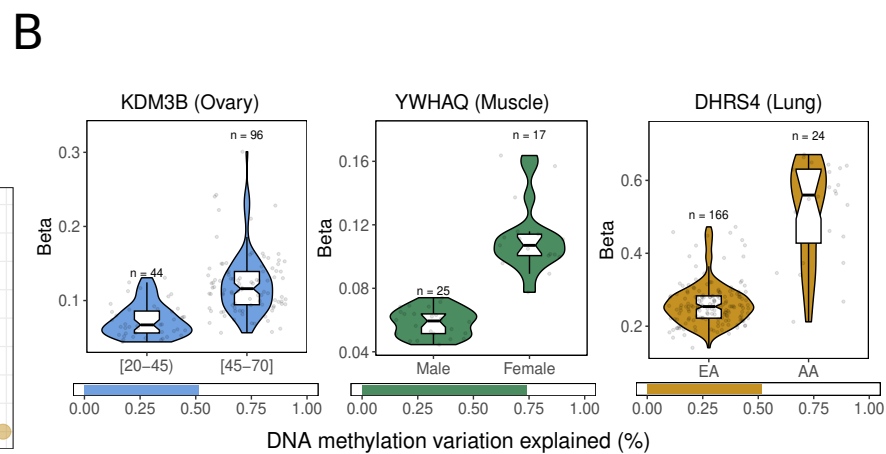 B
KDM3B (Ovary)
YWHAQ (Muscle)
DHRS4 (Lung)
Beta
0.3
0.2
0.1
n = 44
n = 96
[20–45)
[45–70]
0.00 0.25 0.50 0.75 1.00
Beta
0.16
0.12
0.08
0.04
n = 25
n = 17
Male
Female
0.00 0.25 0.50 0.75 1.00
Beta
0.6
0.4
0.2
n = 166
n = 24
EA
AA
0.00 0.25 0.50 0.75 1.00
DNA methylation variation explained (%)